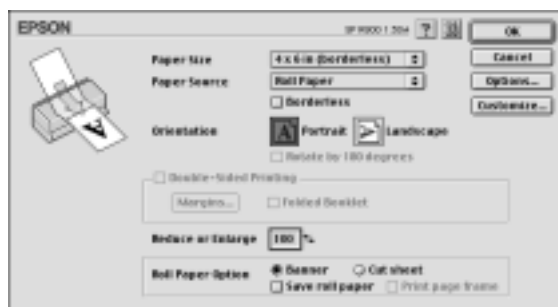 EPSON
SP R800 1.50d ?
OK
Paper Size 4 x 6 in (borderless)
Cancel
Paper Source Roll Paper
Options...
Borderless
Customize...
Orientation A Portrait A Landscape
Rotate by 180 degrees
Double-Sided Printing
Margins... Folded Booklet
Reduce or Enlarge 100 %
Roll Paper Option Banner Cut sheet
Save roll paper Print page frame